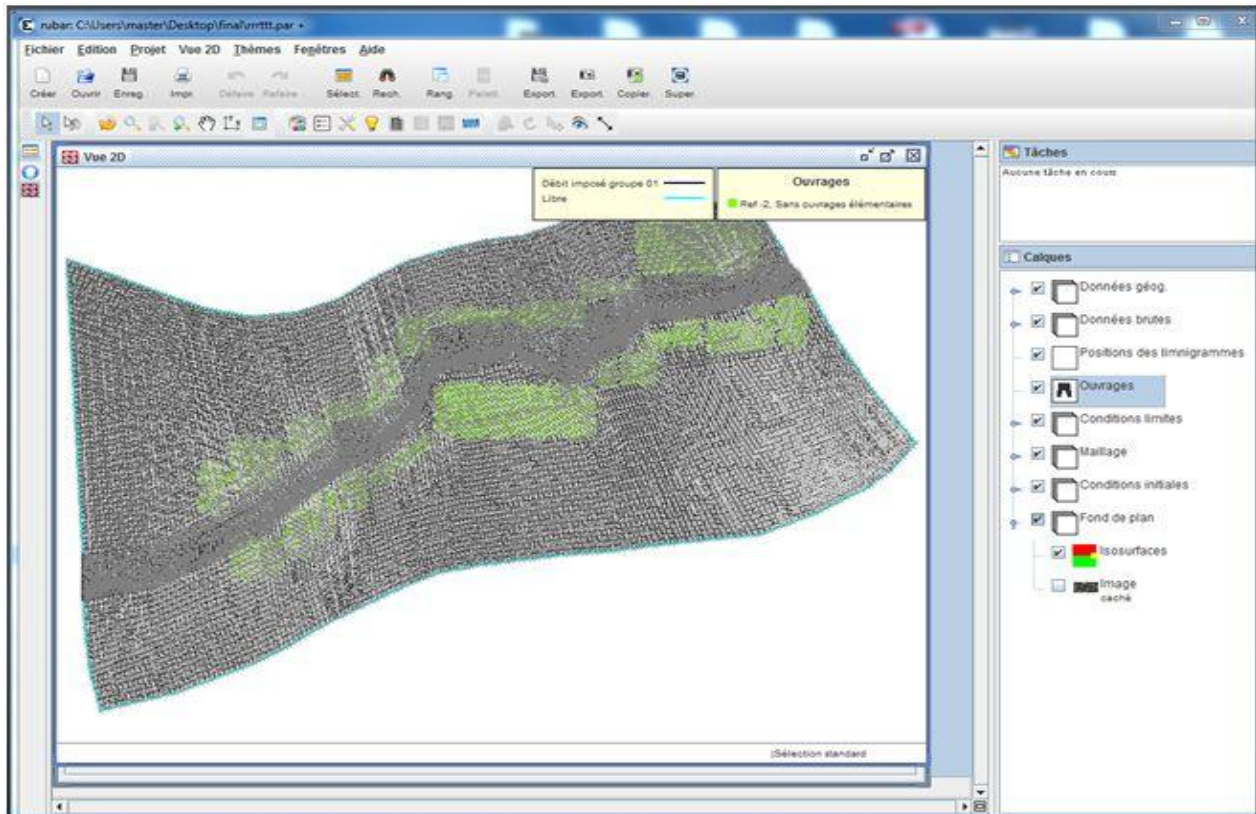 rubar: C:\Users\master\Desktop\final\rrrttt.par +
Fichier Edition Projet Vue 2D Thèmes Fenêtres Aide
Créer Ouvrir Enreg. Impr. Défaire Refaire Sélect. Rech. Rang. Palett. Export. Export. Copier. Super.
Vue 2D
Débit imposé groupe 01
Libre
Ouvrages
Ref -2, Sans ouvrages élémentaires
Sélection standard
Tâches
Aucune tâche en cours
Calques
Données géog.
Données brutes
Positions des limnigrammes
Ouvrages
Conditions limites
Maillage
Conditions initiales
Fond de plan
Isosurfaces
Image
caché